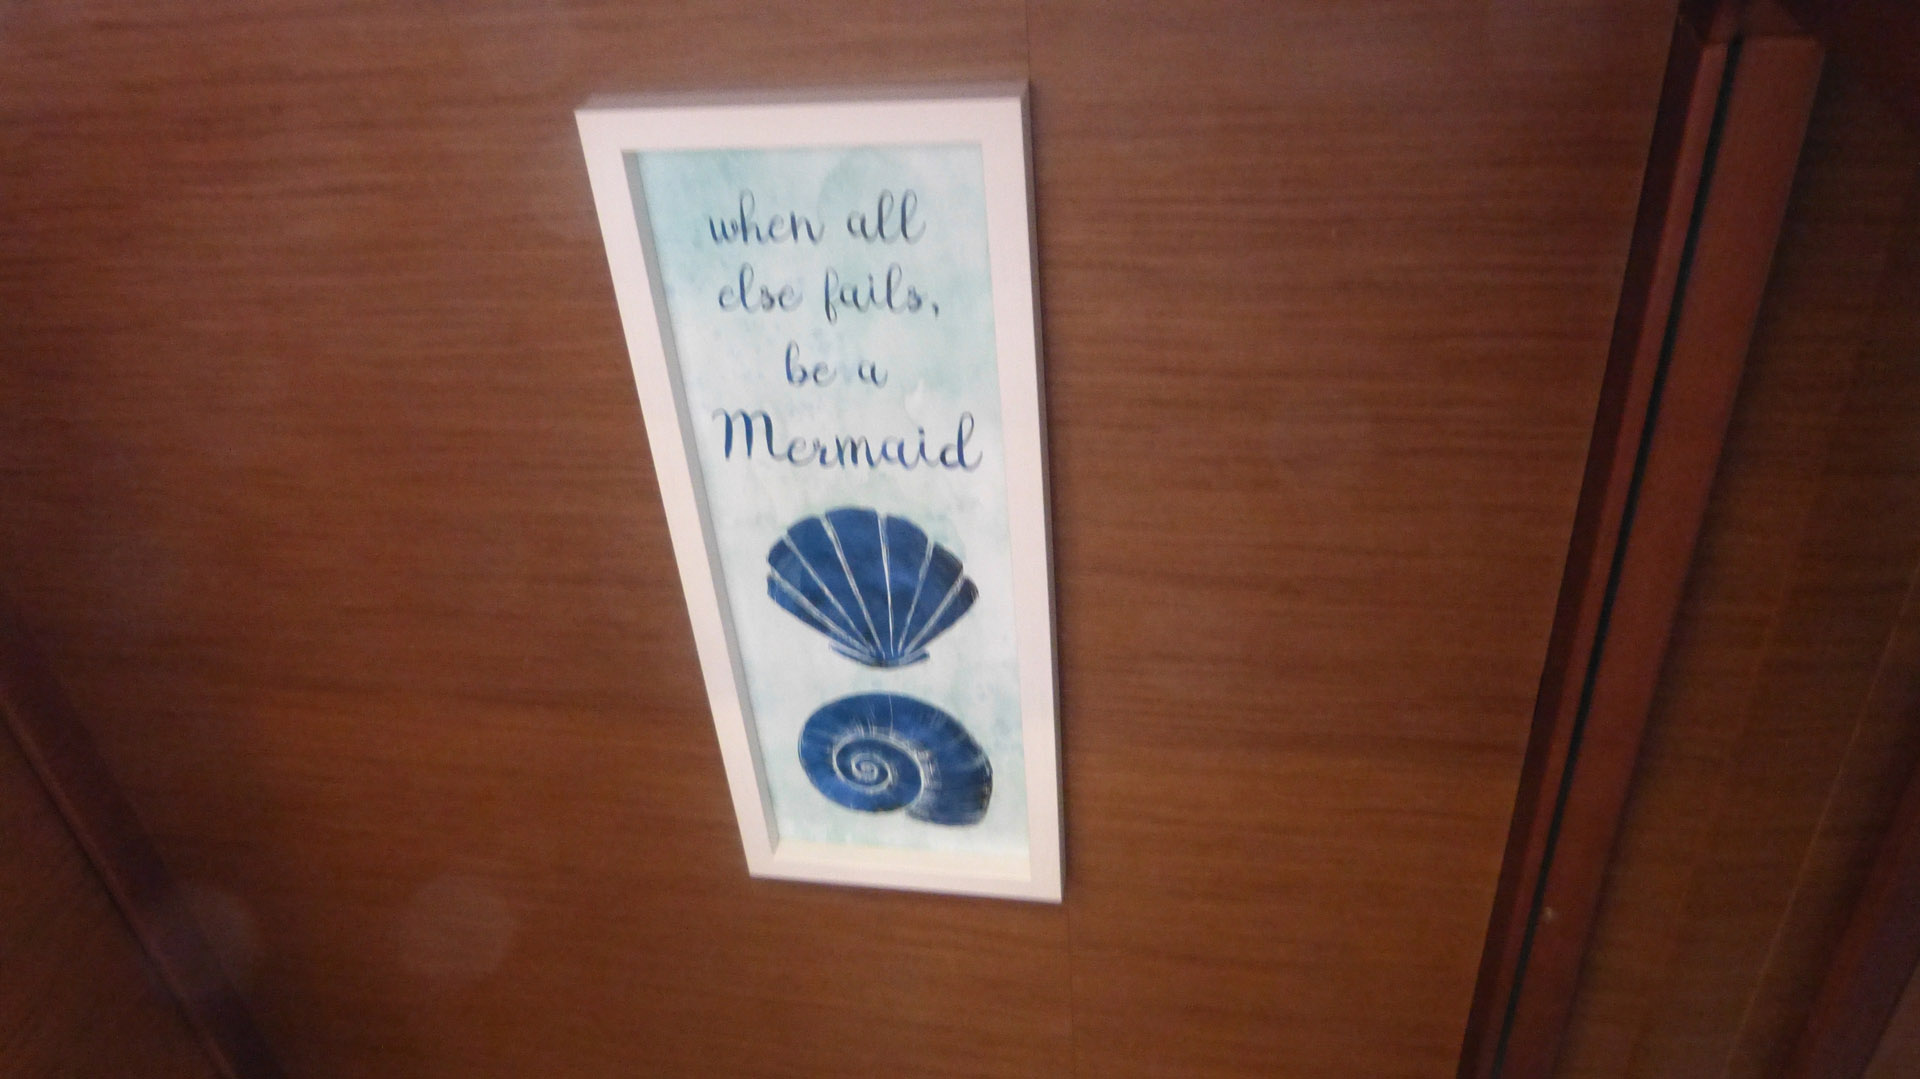 when all
else fails,
be a
Mermaid